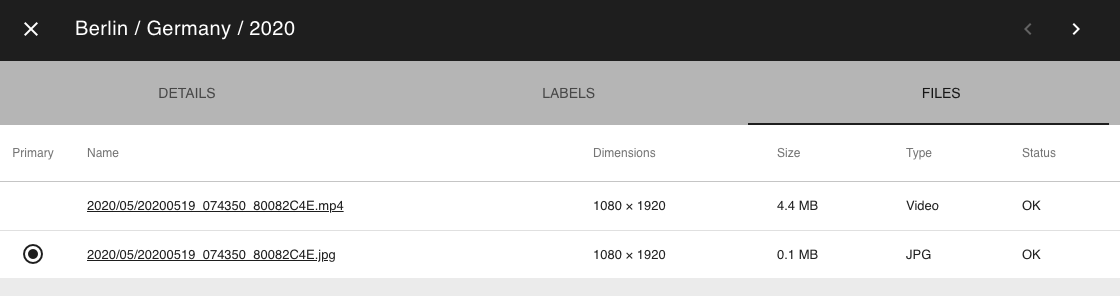 Berlin / Germany / 2020
DETAILS LABELS FILES
Primary Name Dimensions Size Type Status
2020/05/20200519_074350_80082C4E.mp4 1080 × 1920 4.4 MB Video OK
2020/05/20200519_074350_80082C4E.jpg 1080 × 1920 0.1 MB JPG OK